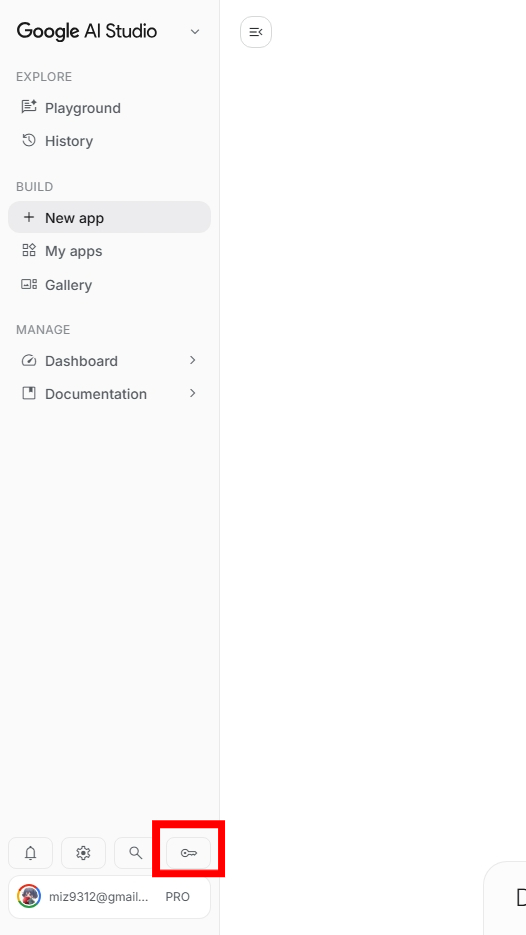 Google AI Studio
EXPLORE
Playground
History
BUILD
New app
My apps
Gallery
MANAGE
Dashboard
Documentation
miz9312@gmail... PRO